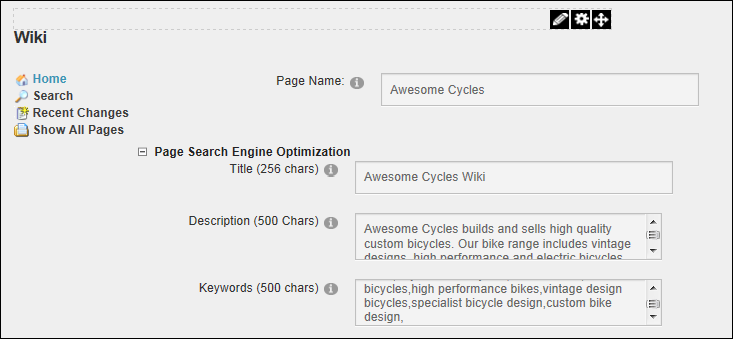 Wiki
Home
Search
Recent Changes
Show All Pages
Page Name:
Awesome Cycles
Page Search Engine Optimization
Title (256 chars)
Awesome Cycles Wiki
Description (500 Chars)
Awesome Cycles builds and sells high quality
custom bicycles. Our bike range includes vintage
designs, high performance and electric bicycles
Keywords (500 chars)
bicycles,high performance bikes,vintage design
bicycles,specialist bicycle design,custom bike
design,